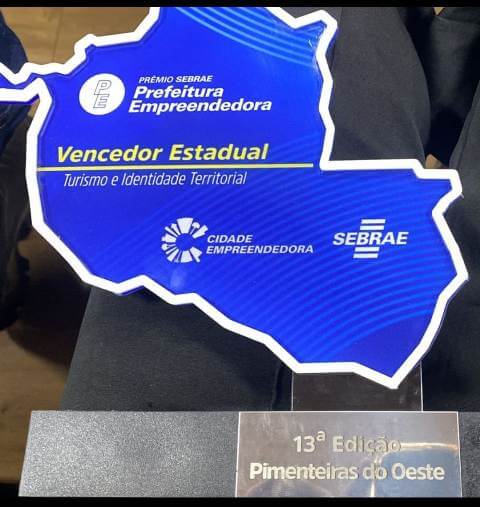 PE
PRÊMIO SEBRAE
Prefeitura
Empreendedora
Vencedor Estadual
Turismo e Identidade Territorial
CIDADE
EMPREENDEDORA
SEBRAE
13ª Edição
Pimenteiras do Oeste